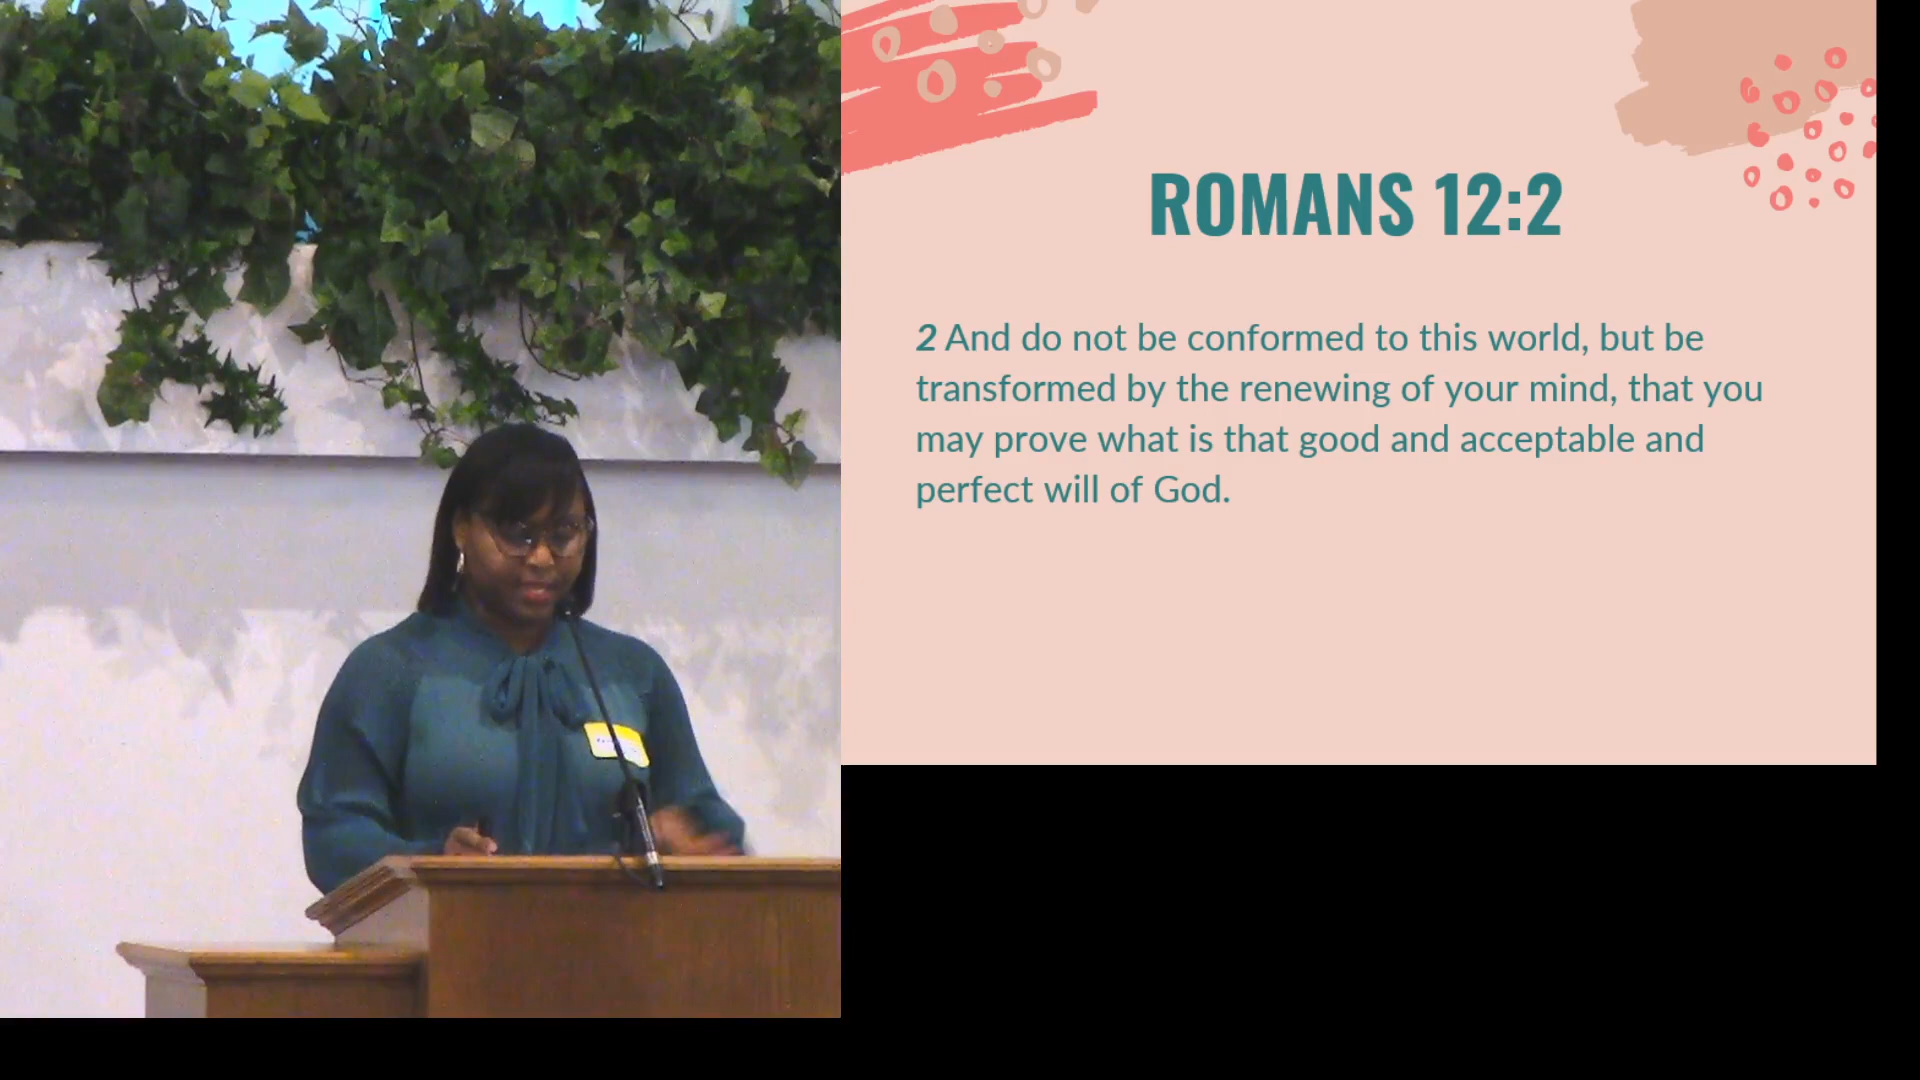 ROMANS 12:2
2 And do not be conformed to this world, but be
transformed by the renewing of your mind, that you
may prove what is that good and acceptable and
perfect will of God.